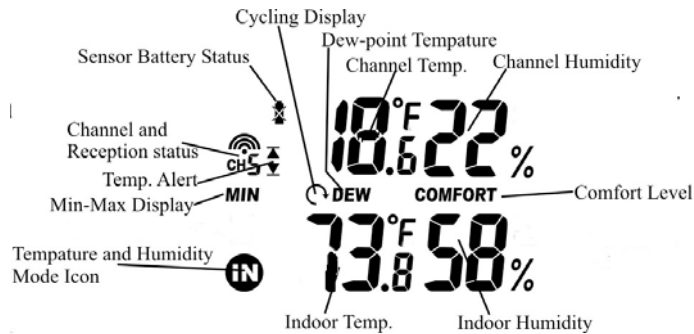 Cycling Display
Dew-point Tempature
Sensor Battery Status
Channel Temp.
Channel Humidity
18.6 °F 22 %
Channel and
Reception status
CH 5
Temp. Alert
Min-Max Display
MIN
DEW
COMFORT
Comfort Level
Tempature and Humidity
Mode Icon
iN
73.8 °F 58 %
Indoor Temp.
Indoor Humidity